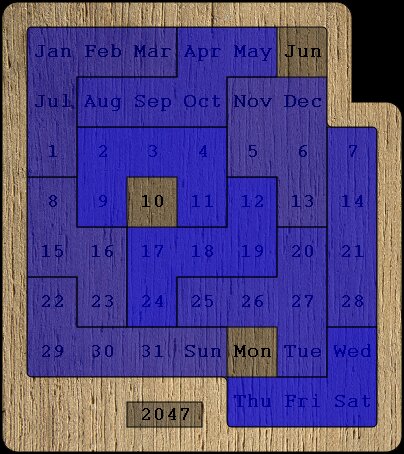 Jan Feb Mar Apr May Jun
Jul Aug Sep Oct Nov Dec
1 2 3 4 5 6 7
8 9 10 11 12 13 14
15 16 17 18 19 20 21
22 23 24 25 26 27 28
29 30 31 Sun Mon Tue Wed
Thu Fri Sat
2047